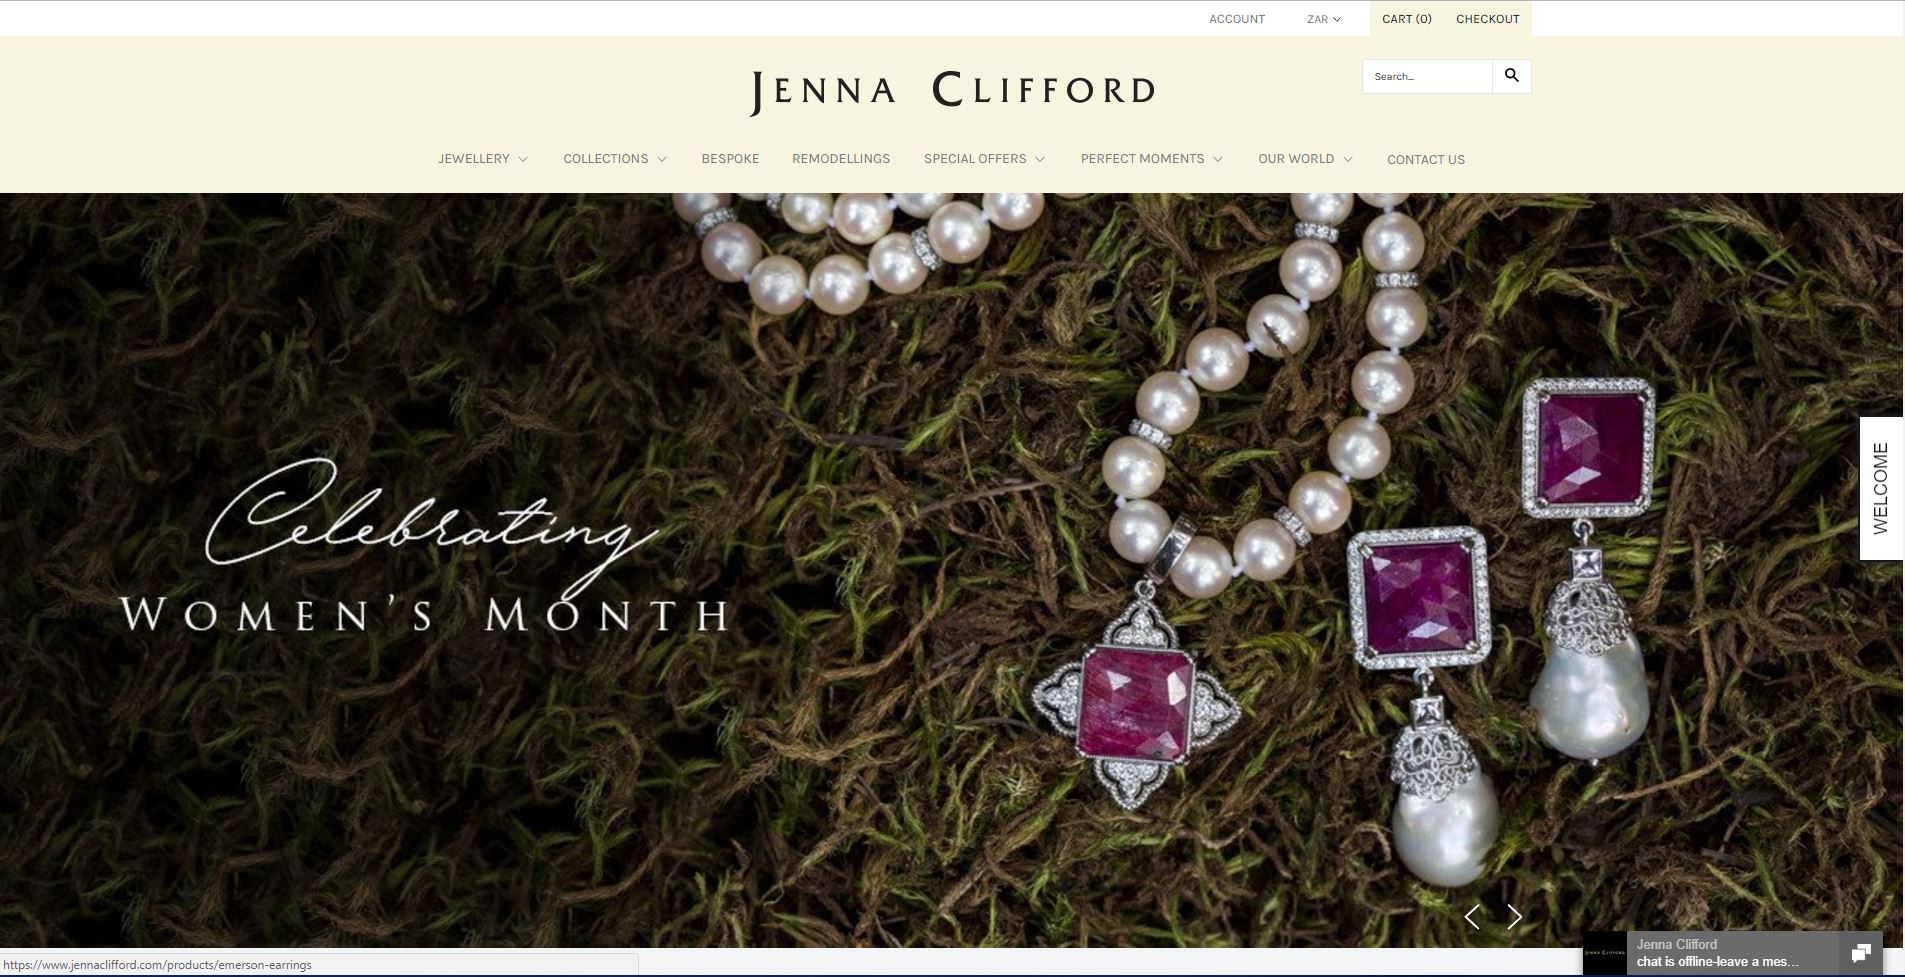 ACCOUNT
ZAR
CART (0)
CHECKOUT
JENNA CLIFFORD
Search...
JEWELLERY
COLLECTIONS
BESPOKE
REMODELLINGS
SPECIAL OFFERS
PERFECT MOMENTS
OUR WORLD
CONTACT US
Celebrating
WOMEN'S MONTH
WELCOME
JENNA CLIFFORD
Jenna Clifford
chat is offline-leave a mes...
https://www.jennaclifford.com/products/emerson-earrings